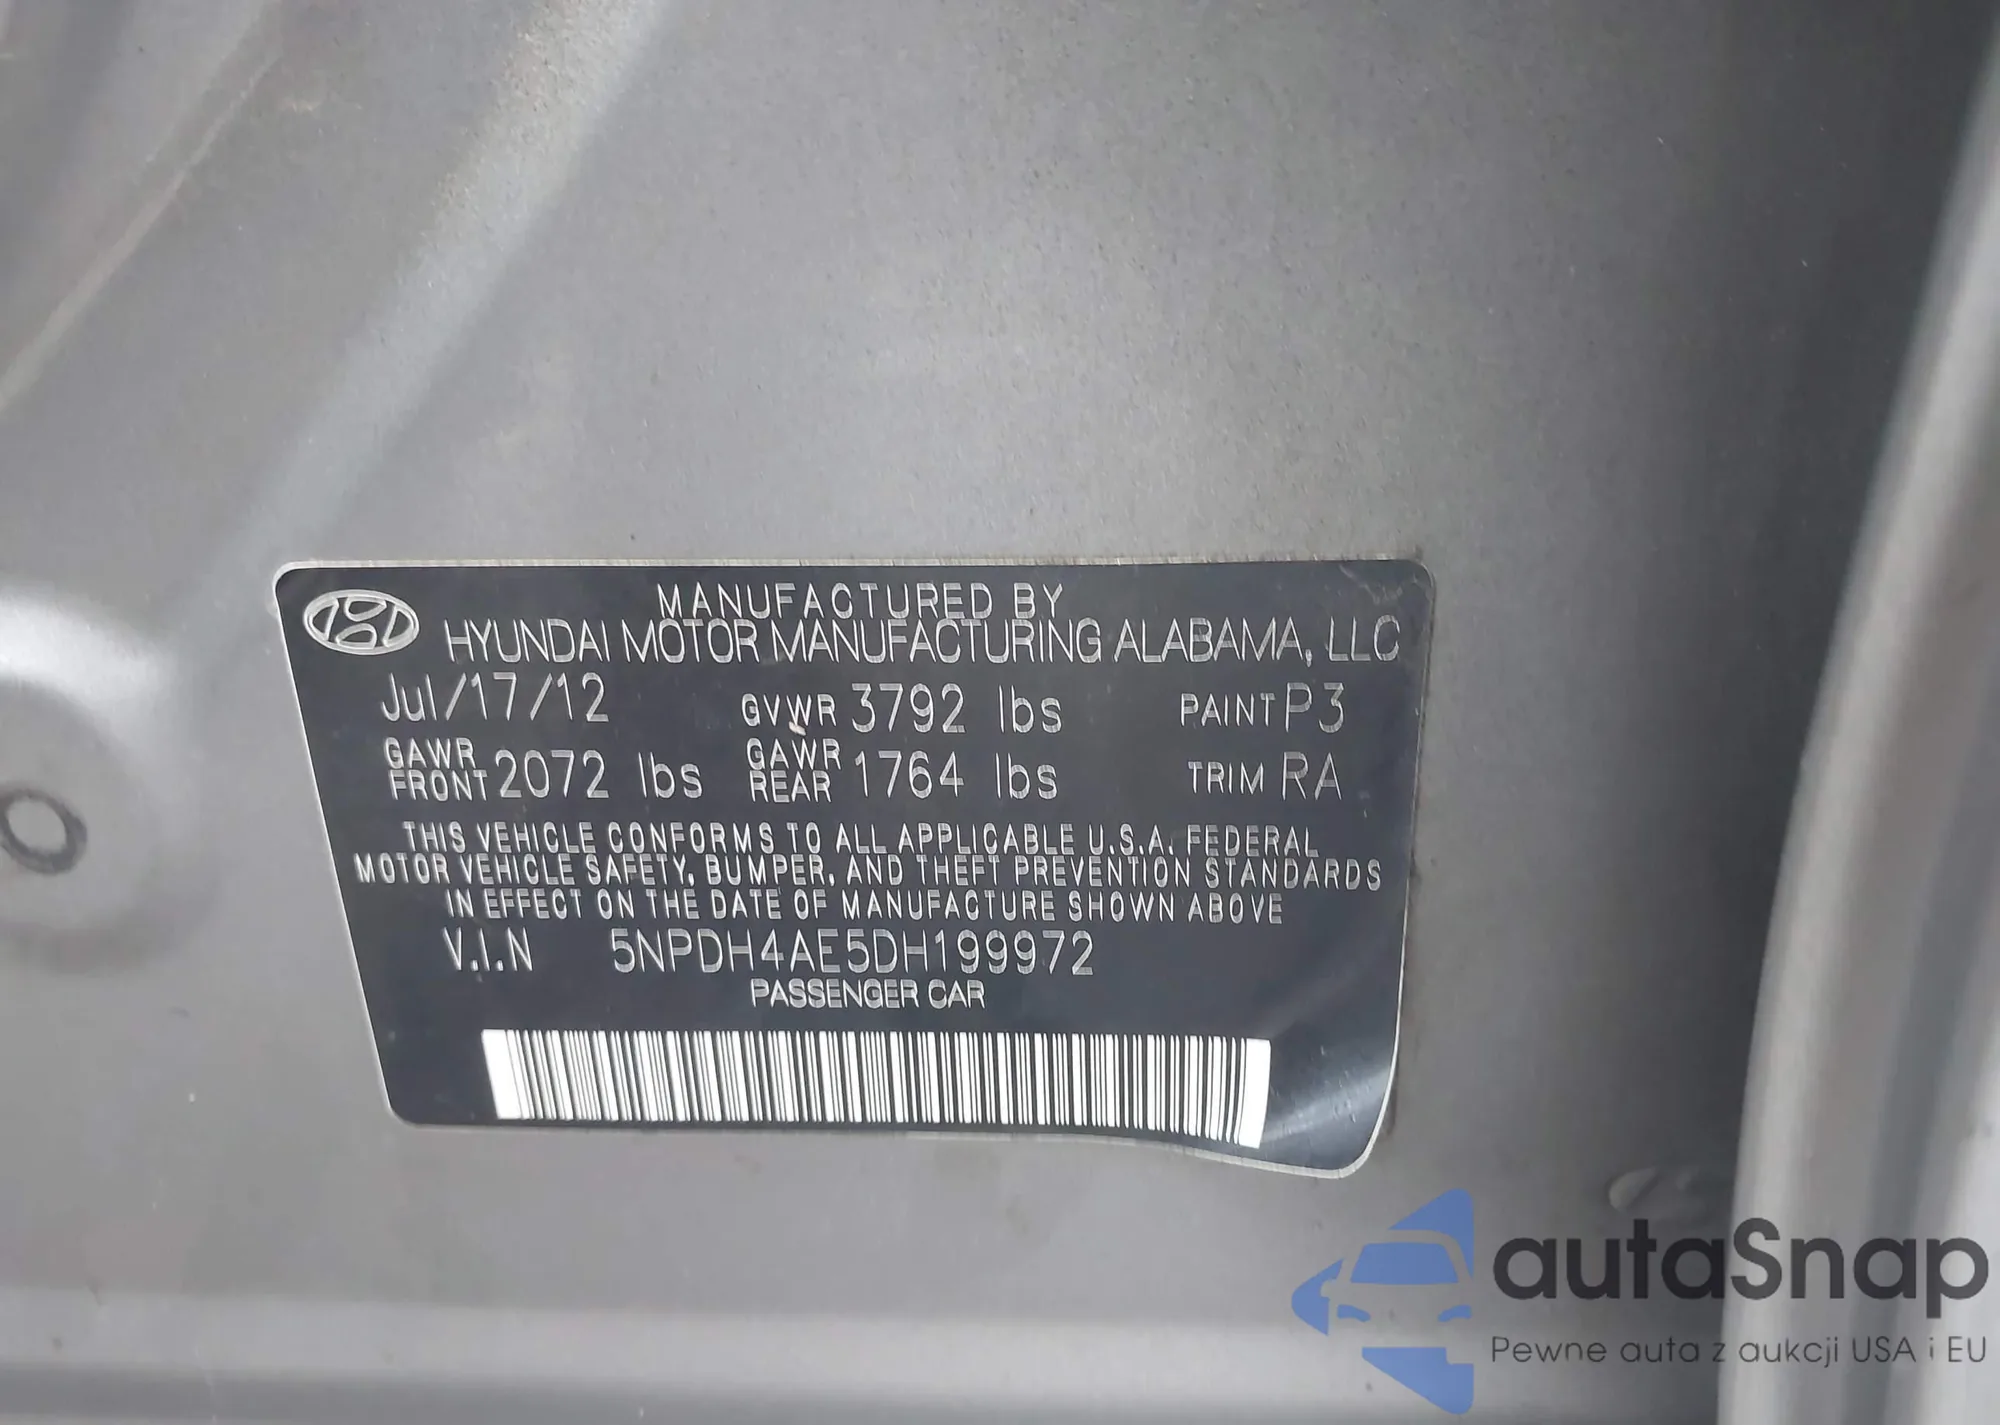 MANUFACTURED BY
HYUNDAI MOTOR MANUFACTURING ALABAMA, LLC
Jul/17/12 GVWR 3792 lbs PAINT P3
GAWR FRONT 2072 lbs GAWR REAR 1764 lbs TRIM RA
THIS VEHICLE CONFORMS TO ALL APPLICABLE U.S.A. FEDERAL
MOTOR VEHICLE SAFETY, BUMPER, AND THEFT PREVENTION STANDARDS
IN EFFECT ON THE DATE OF MANUFACTURE SHOWN ABOVE
V.I.N 5NPDH4AE5DH199972
PASSENGER CAR
autaSnap
Pewne auta z aukcji USA i EU